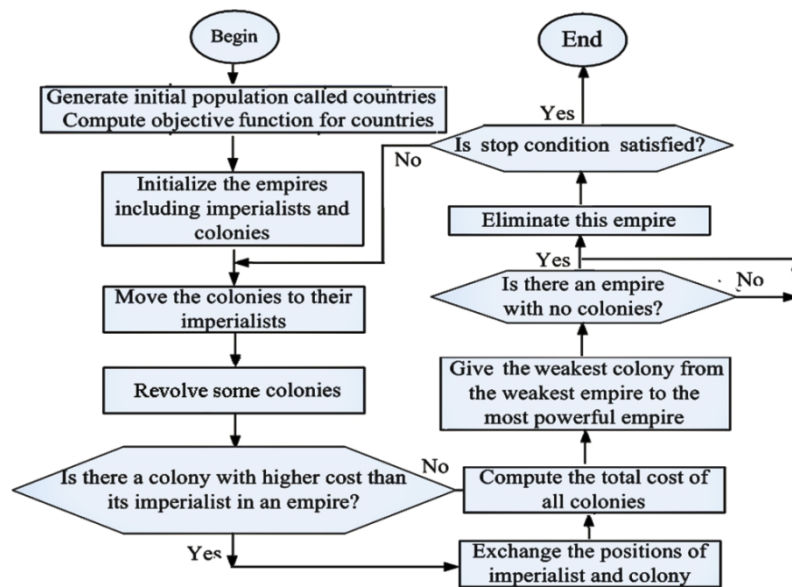 Begin
Generate initial population called countries
Compute objective function for countries
Initialize the empires
including imperialists and
colonies
Move the colonies to their
imperialists
Revolve some colonies
Is there a colony with higher cost than
its imperialist in an empire?
No
Yes
Exchange the positions of
imperialist and colony
Compute the total cost of
all colonies
Give the weakest colony from
the weakest empire to the
most powerful empire
Is there an empire
with no colonies?
No
Yes
Eliminate this empire
Is stop condition satisfied?
No
Yes
End